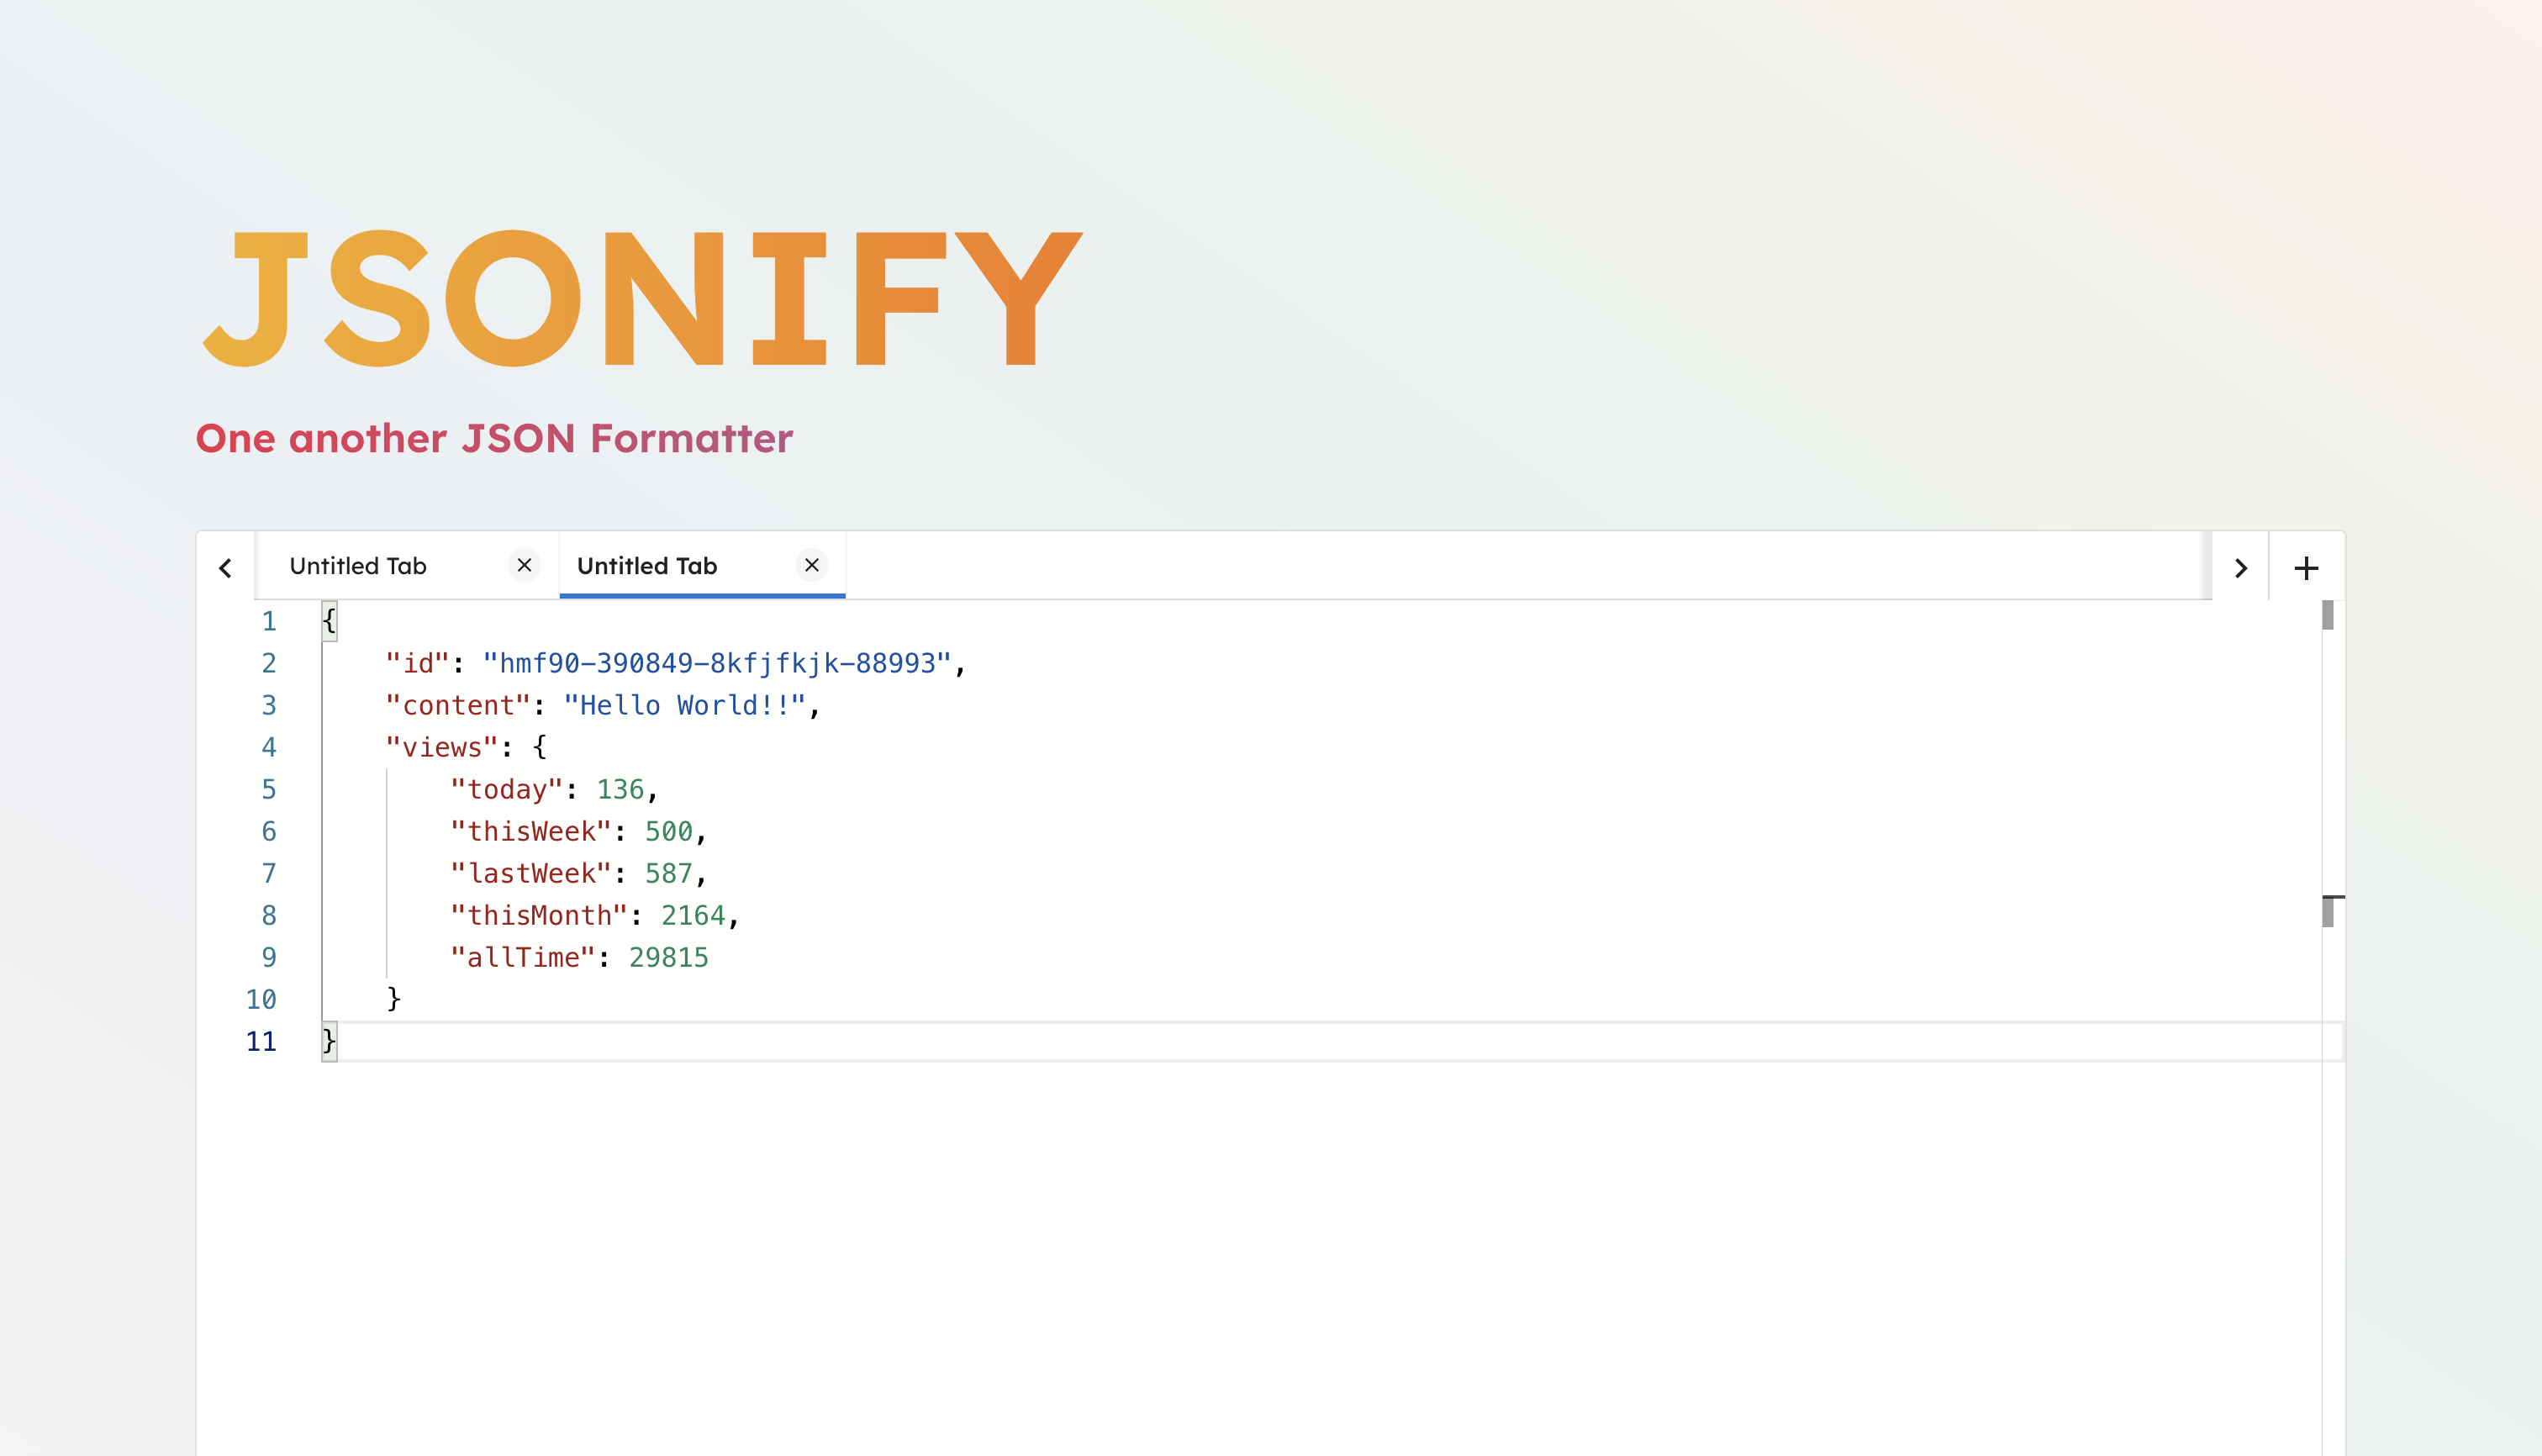 JSONIFY
One another JSON Formatter
Untitled Tab Untitled Tab
1 {
2 "id": "hmf90-390849-8kfjfkjk-88993",
3 "content": "Hello World!!",
4 "views": {
5 "today": 136,
6 "thisWeek": 500,
7 "lastWeek": 587,
8 "thisMonth": 2164,
9 "allTime": 29815
10 }
11 }